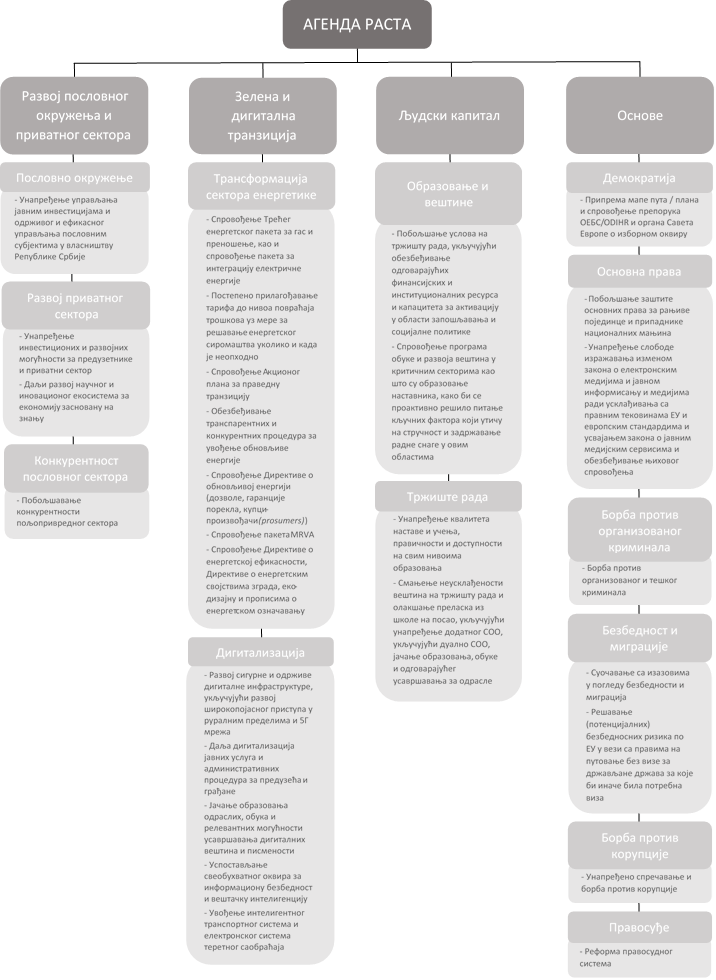 АГЕНДА РАСТА
Развој пословног
окружења и
приватног сектора
Пословно окружење
- Унапређење управљања
јавним инвестицијама и
одрживог и ефикасног
управљања пословним
субјектима у власништву
Републике Србије
Развој приватног
сектора
- Унапређење
инвестиционих и развојних
могућности за предузетнике
и приватни сектор
- Даљи развој научног и
иновационог екосистема за
економију засновану на
знању
Конкурентност
пословног сектора
- Побољшавање
конкурентности
пољопривредног сектора
Зелена и
дигитална
транзиција
Трансформација
сектора енергетике
- Спровођење Трећег
енергетског пакета за гас и
преношење, као и
спровођење пакета за
интеграцију електричне
енергије
- Постепено прилагођавање
тарифа до нивоа повраћаја
трошкова уз мере за
решавање енергетског
сиромаштва уколико и када
је неопходно
- Спровођење Акционог
плана за праведну
транзицију
- Обезбеђивање
транспарентних и
конкурентних процедура за
увођење обновљиве
енергије
- Спровођење Директиве о
обновљивој енергији
(дозволе, гаранције
порекла, купци-
произвођачи(prosumers))
- Спровођење пакета MRVA
- Спровођење Директиве о
енергетској ефикасности,
Директиве о енергетским
својствима зграда, еко-
дизајну и прописима о
енергетском означавању
Дигитализација
- Развој сигурне и одрживе
дигиталне инфраструктуре,
укључујући развој
широкопојасног приступа у
руралним пределима и 5Г
мрежа
- Даља дигитализација
јавних услуга и
административних
процедура за предузећа и
грађане
- Јачање образовања
одраслих, обука и
релевантних могућности
усавршавања дигиталних
вештина и писмености
- Успостављање
свеобухватног оквира за
информациону безбедност
и вештачку интелигенцију
- Увођење интелигентног
транспортног система и
електронског система
теретног саобраћаја
Људски капитал
Образовање и
вештине
- Побољшање услова на
тржишту рада, укључујући
обезбеђивање
одговарајућих
финансијских и
институционалних ресурса
и капацитета за активацију
у области запошљавања и
социјалне политике
- Спровођење програма
обуке и развоја вештина у
критичним секторима као
што су образовање
наставника, како би се
проактивно решило питање
кључних фактора који утичу
на стручност и задржавање
радне снаге у овим
областима
Тржиште рада
- Унапређење квалитета
наставе и учења,
правичности и доступности
на свим нивоима
образовања
- Смањење неусклађености
вештина на тржишту рада и
олакшање преласка из
школе на посао, укључујући
унапређење додатног СОО,
укључујући дуално СОО,
јачање образовања, обуке
и одговарајућег
усавршавања за одрасле
Основе
Демократија
- Припрема мапе пута / плана
и спровођење препорука
ОЕБС/ODIHR и органа Савета
Европе о изборном оквиру
Основна права
- Побољшање заштите
основних права за рањиве
појединце и припаднике
националних мањина
- Унапређење слободе
изражавања изменом
закона о електронским
медијима и јавном
информисању и медијима
ради усклађивања са
правним тековинама ЕУ и
европским стандардима и
усвајањем закона о јавним
медијским сервисима и
обезбеђење њиховог
спровођења
Борба против
организованог
криминала
- Борба против
организованог и тешког
криминала
Безбедност и
миграције
- Суочавање са изазовима
у погледу безбедности и
миграција
- Решавање
(потенцијалних)
безбедносних ризика по
ЕУ у вези са правима на
путовање без визе за
држављане држава за које
би иначе била потребна
виза
Борба против
корупције
- Унапређено спречавање и
борба против корупције
Правосуђе
- Реформа правосудног
система